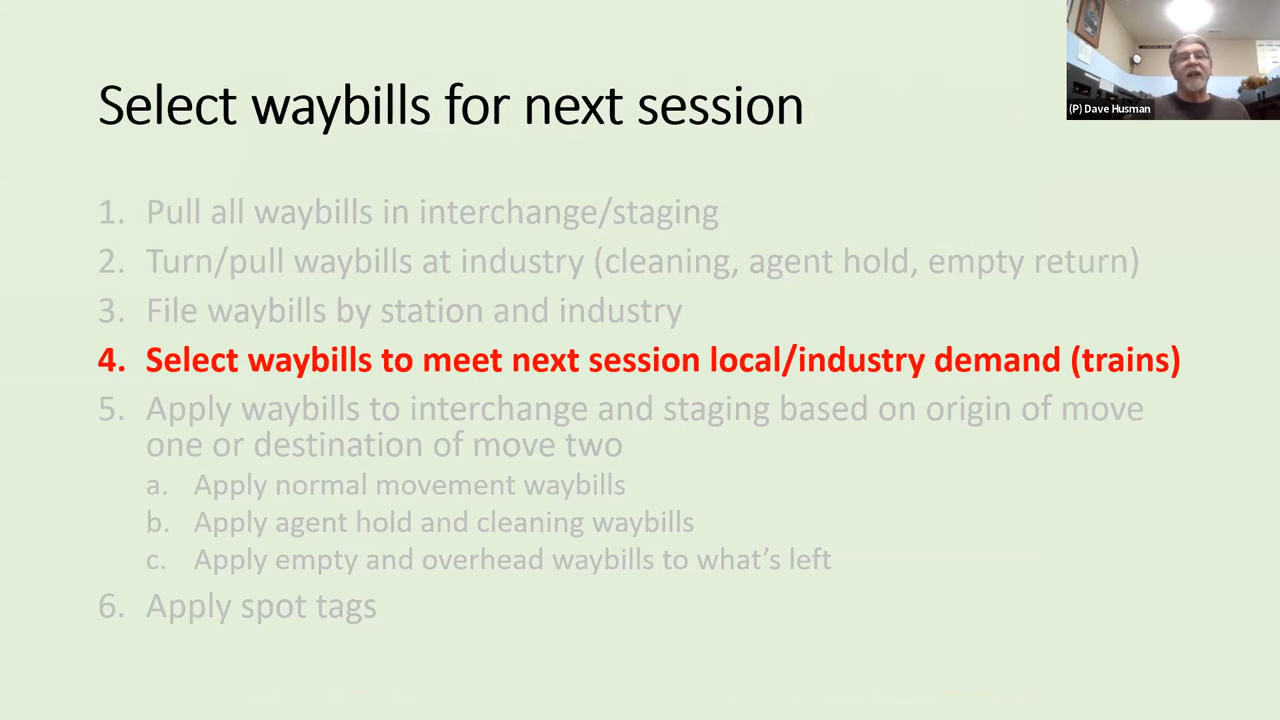 Select waybills for next session
(P) Dave Husman
1. Pull all waybills in interchange/staging
2. Turn/pull waybills at industry (cleaning, agent hold, empty return)
3. File waybills by station and industry
4. Select waybills to meet next session local/industry demand (trains)
5. Apply waybills to interchange and staging based on origin of move
one or destination of move two
a. Apply normal movement waybills
b. Apply agent hold and cleaning waybills
c. Apply empty and overhead waybills to what's left
6. Apply spot tags